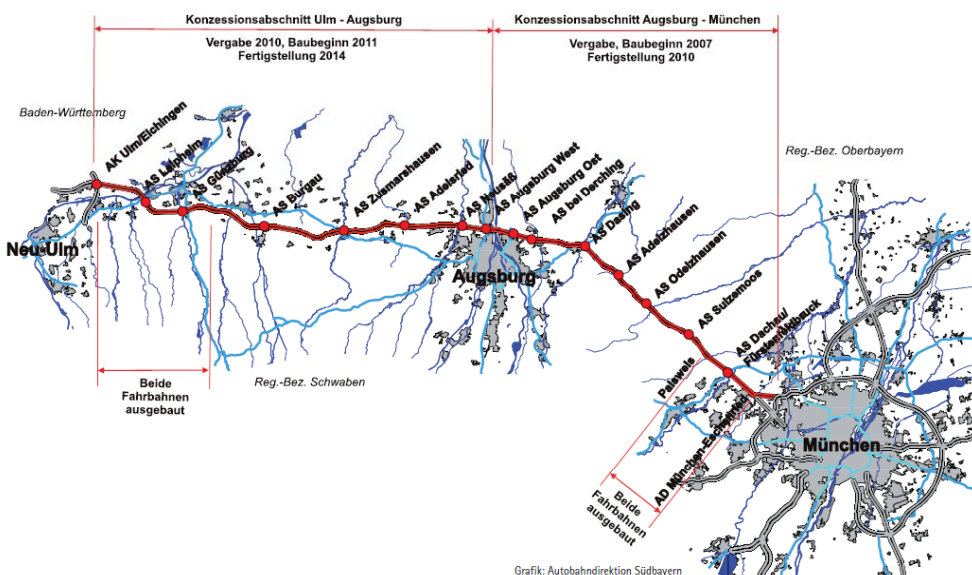 Konzessionsabschnitt Ulm - Augsburg
Vergabe 2010, Baubeginn 2011
Fertigstellung 2014
Konzessionsabschnitt Augsburg - München
Vergabe, Baubeginn 2007
Fertigstellung 2010
Baden-Württemberg
Reg.-Bez. Oberbayern
AK Ulm/Elchingen
AS Leipheim
AS Günzburg
AS Burgau
AS Zusmarshausen
AS Adelsried
AS Neusäß
AS Augsburg West
AS Augsburg Ost
AS bei Derching
AS Dasing
AS Adelzhausen
AS Odelzhausen
AS Sulzemoos
AS Dachau/
Fürstenfeldbruck
Neu-Ulm
Augsburg
Palsweis
AD München-Eschenried
München
Beide
Fahrbahnen
ausgebaut
Reg.-Bez. Schwaben
Beide
Fahrbahnen
ausgebaut
Grafik: Autobahndirektion Südbayern